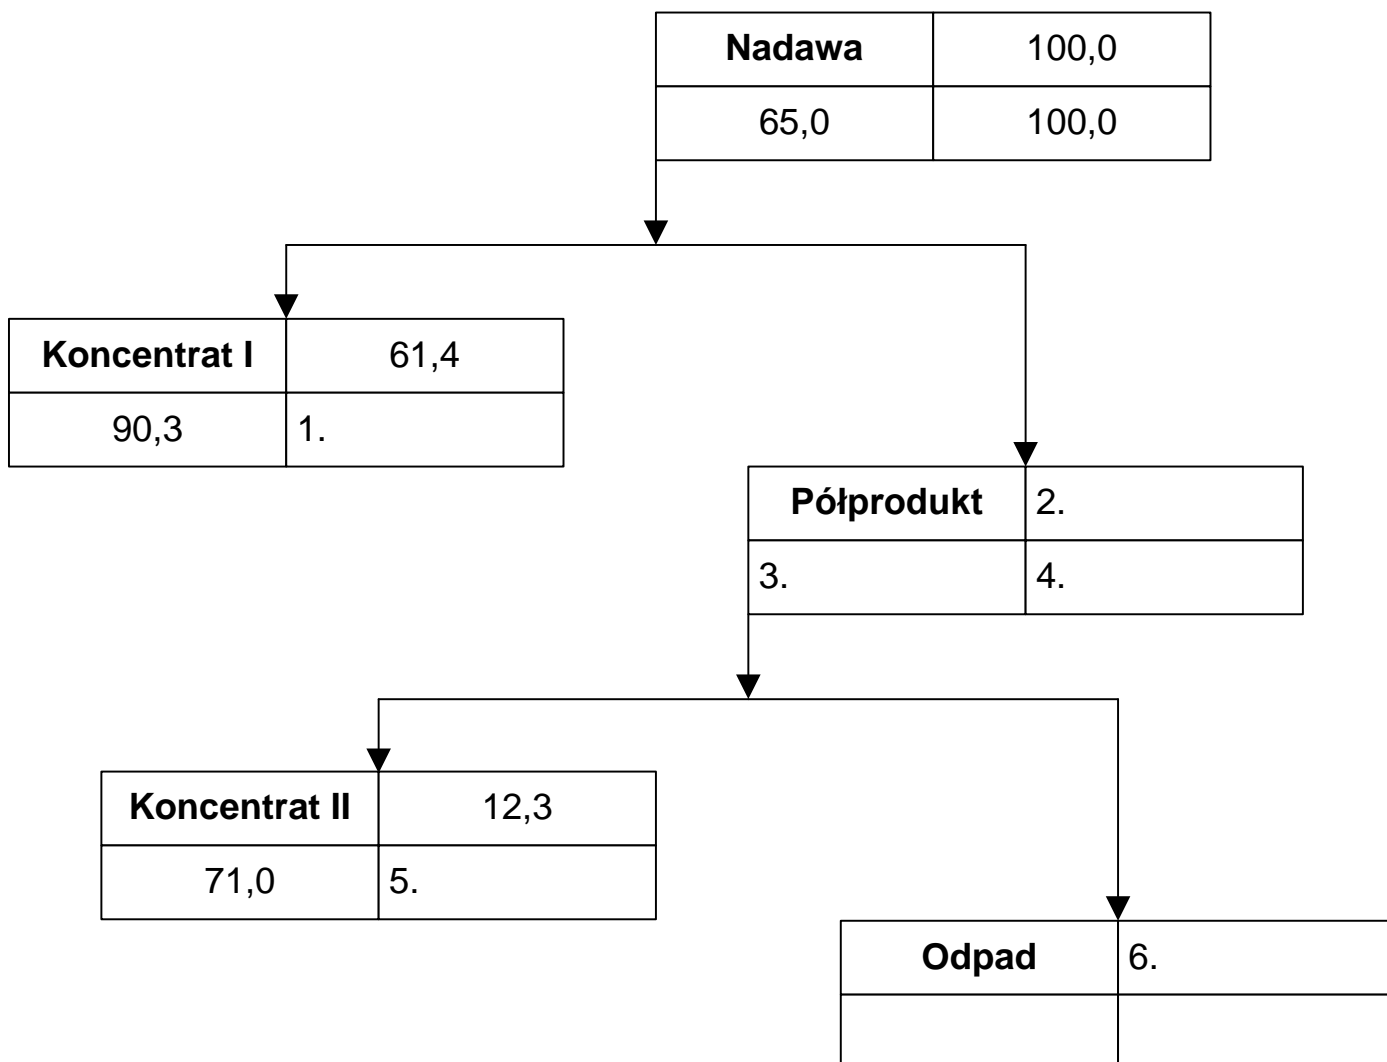 Nadawa 100,0
65,0 100,0
Koncentrat I 61,4
90,3 1.
Półprodukt 2.
3. 4.
Koncentrat II 12,3
71,0 5.
Odpad 6.